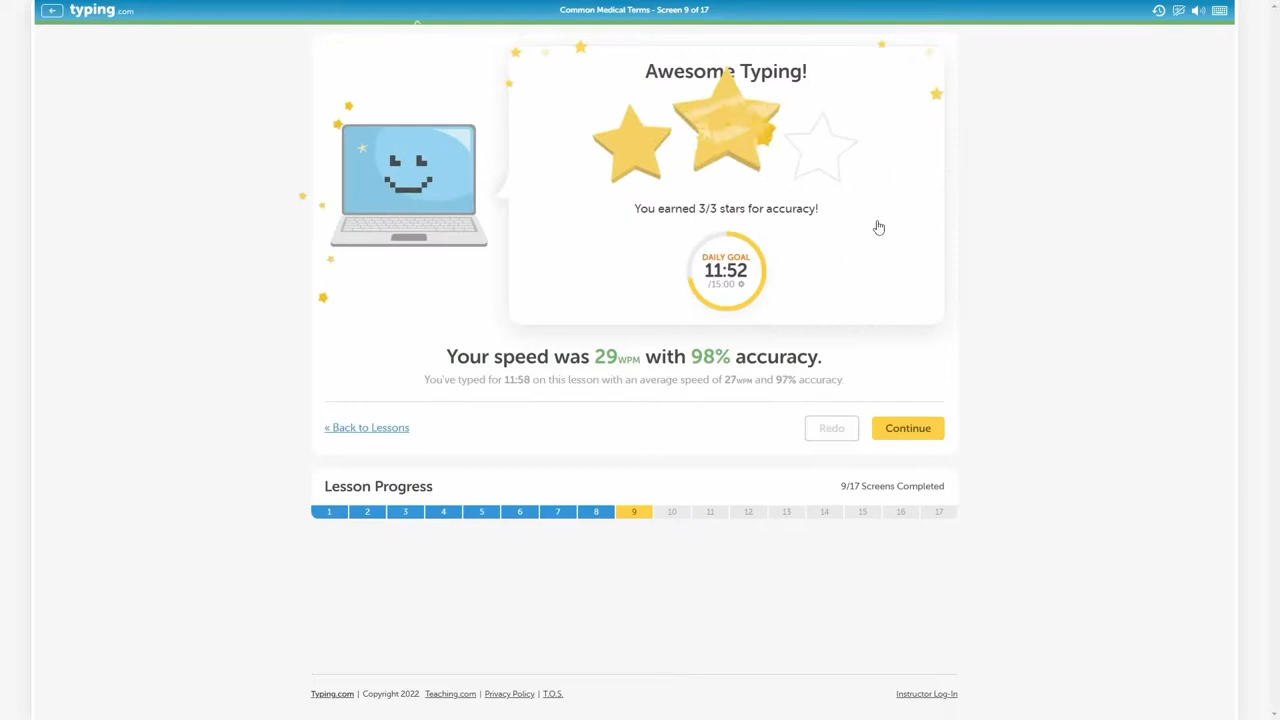 typing.com
Common Medical Terms - Screen 9 of 17
Awesome Typing!
You earned 3/3 stars for accuracy!
DAILY GOAL
11:52
/15:00
Your speed was 29WPM with 98% accuracy.
You've typed for 11:58 on this lesson with an average speed of 27WPM and 97% accuracy.
« Back to Lessons
Redo
Continue
Lesson Progress
9/17 Screens Completed
1 2 3 4 5 6 7 8 9 10 11 12 13 14 15 16 17
Typing.com | Copyright 2022 Teaching.com | Privacy Policy | T.O.S.
Instructor Log-In